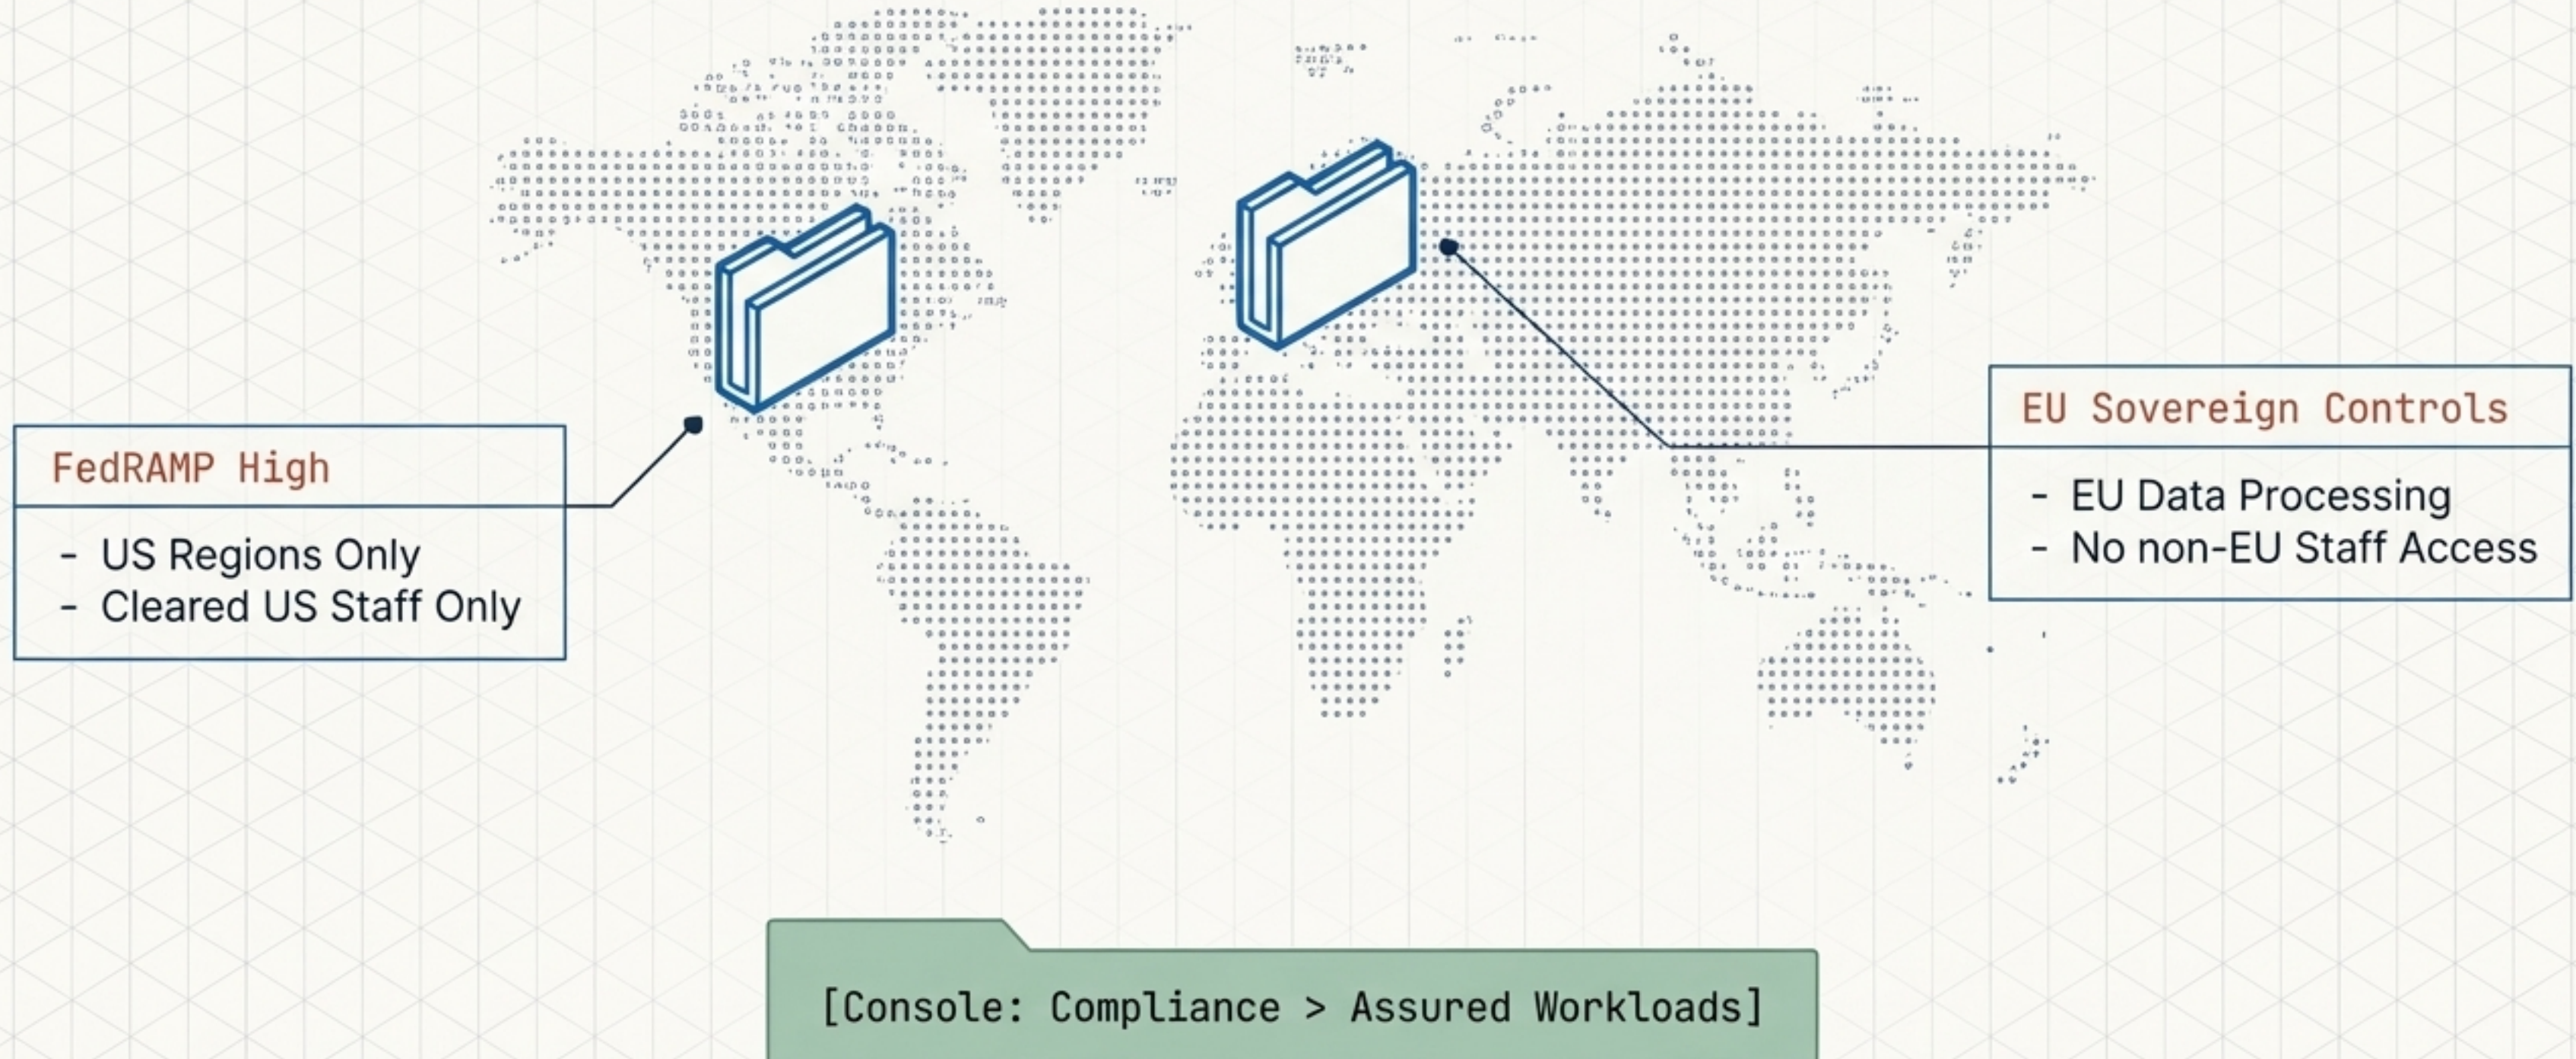 FedRAMP High
- US Regions Only
- Cleared US Staff Only
EU Sovereign Controls
- EU Data Processing
- No non-EU Staff Access
[Console: Compliance > Assured Workloads]